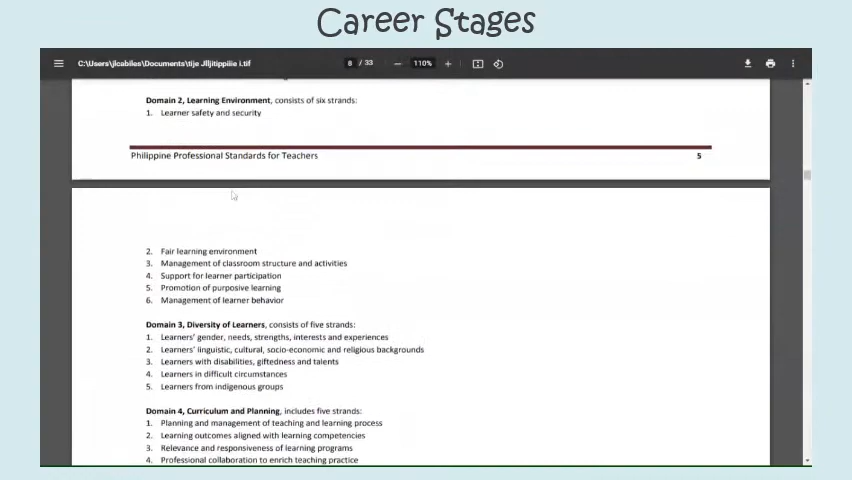 Career Stages
C:\Users\jlcabiles\Documents\tije Jlljitippilie i.tif
8 / 33
110%
Domain 2, Learning Environment, consists of six strands:
1. Learner safety and security
Philippine Professional Standards for Teachers 5
2. Fair learning environment
3. Management of classroom structure and activities
4. Support for learner participation
5. Promotion of purposive learning
6. Management of learner behavior
Domain 3, Diversity of Learners, consists of five strands:
1. Learners' gender, needs, strengths, interests and experiences
2. Learners' linguistic, cultural, socio-economic and religious backgrounds
3. Learners with disabilities, giftedness and talents
4. Learners in difficult circumstances
5. Learners from indigenous groups
Domain 4, Curriculum and Planning, includes five strands:
1. Planning and management of teaching and learning process
2. Learning outcomes aligned with learning competencies
3. Relevance and responsiveness of learning programs
4. Professional collaboration to enrich teaching practice